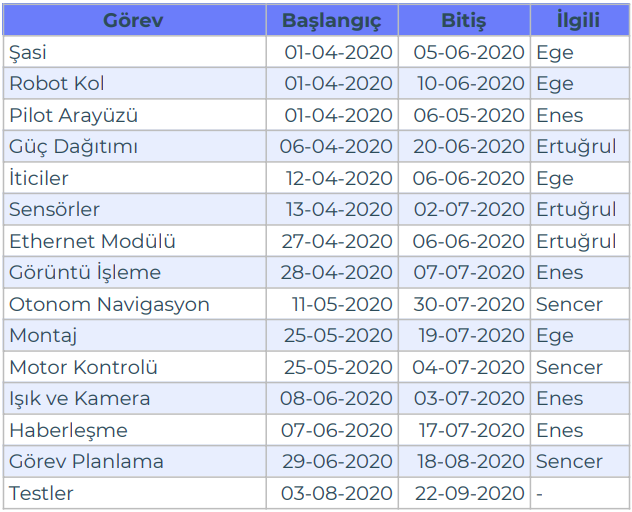 Görev Başlangıç Bitiş İlgili
Şasi 01-04-2020 05-06-2020 Ege
Robot Kol 01-04-2020 10-06-2020 Ege
Pilot Arayüzü 01-04-2020 06-05-2020 Enes
Güç Dağıtımı 06-04-2020 20-06-2020 Ertuğrul
İticiler 12-04-2020 06-06-2020 Ege
Sensörler 13-04-2020 02-07-2020 Ertuğrul
Ethernet Modülü 27-04-2020 06-06-2020 Ertuğrul
Görüntü İşleme 28-04-2020 07-07-2020 Enes
Otonom Navigasyon 11-05-2020 30-07-2020 Sencer
Montaj 25-05-2020 19-07-2020 Ege
Motor Kontrolü 25-05-2020 04-07-2020 Sencer
Işık ve Kamera 08-06-2020 03-07-2020 Enes
Haberleşme 07-06-2020 17-07-2020 Enes
Görev Planlama 29-06-2020 18-08-2020 Sencer
Testler 03-08-2020 22-09-2020 -